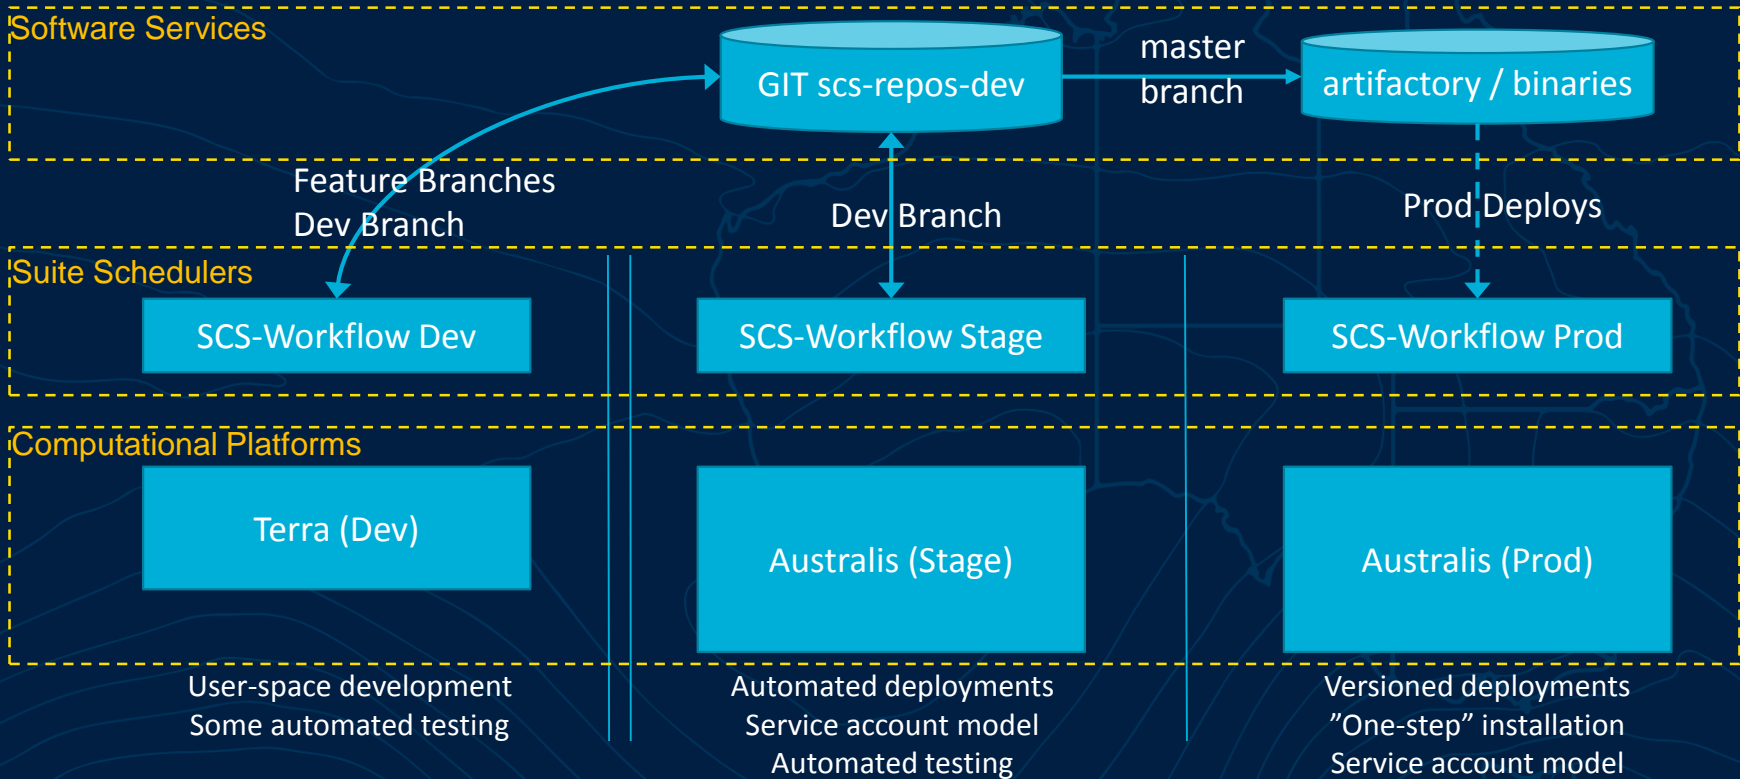 Software Services
GIT scs-repos-dev
master
branch
artifactory / binaries
Feature Branches
Dev Branch
Dev Branch
Prod Deploys
Suite Schedulers
SCS-Workflow Dev
SCS-Workflow Stage
SCS-Workflow Prod
Computational Platforms
Terra (Dev)
Australis (Stage)
Australis (Prod)
User-space development
Some automated testing
Automated deployments
Service account model
Automated testing
Versioned deployments
”One-step” installation
Service account model